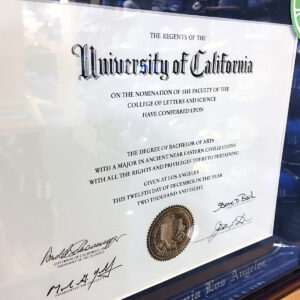 THE REGENTS OF THE
University of California
ON THE NOMINATION OF THE FACULTY OF THE
COLLEGE OF LETTERS AND SCIENCE
HAVE CONFERRED UPON
THE DEGREE OF BACHELOR OF ARTS
WITH A MAJOR IN ANCIENT NEAR EASTERN CIVILIZATIONS
WITH ALL THE RIGHTS AND PRIVILEGES THERETO PERTAINING
GIVEN AT LOS ANGELES
THIS TWELFTH DAY OF DECEMBER IN THE YEAR
TWO THOUSAND AND EIGHT
Los Angeles